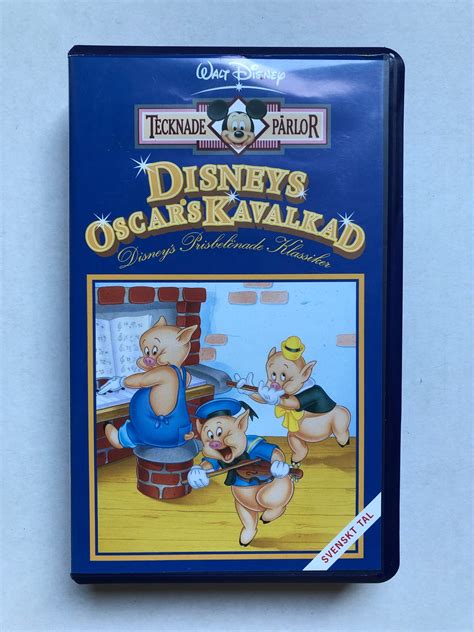 WALT DISNEY
TECKNADE PÄRLOR
DISNEYS
OSCAR'S KAVALKAD
Disney's Prisbelönade Klassiker
SVENSKT TAL